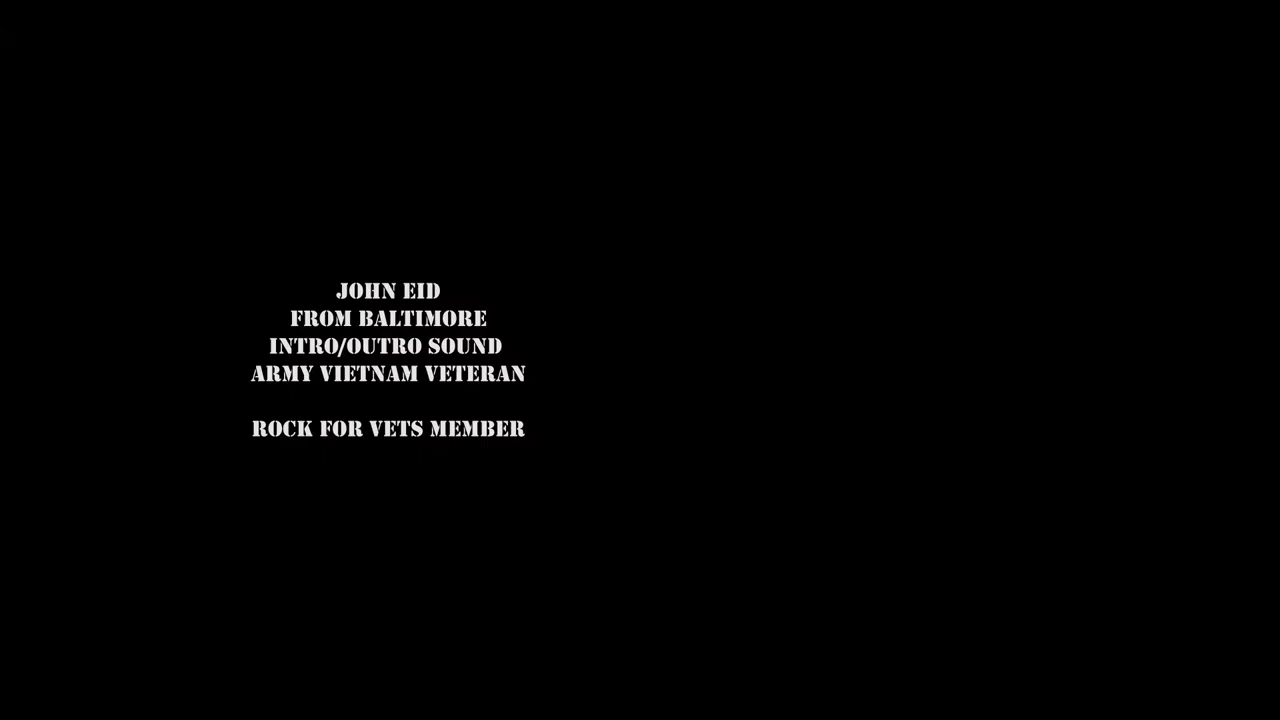 JOHN EID
FROM BALTIMORE
INTRO/OUTRO SOUND
ARMY VIETNAM VETERAN
ROCK FOR VETS MEMBER